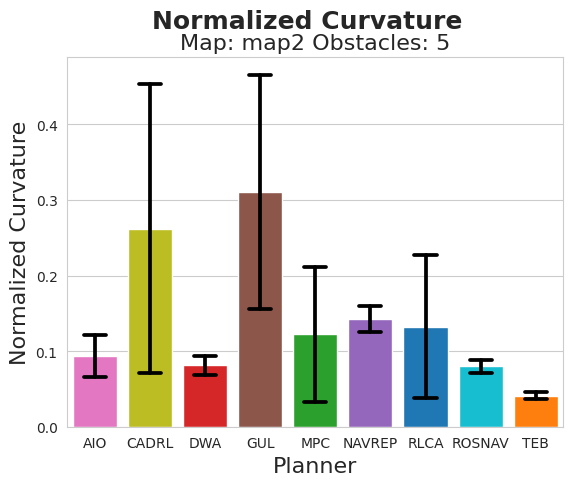 Normalized Curvature
Map: map2 Obstacles: 5
Normalized Curvature
0.4
0.3
0.2
0.1
0.0
AIO CADRL DWA GUL MPC NAVREP RLCA ROSNAV TEB
Planner